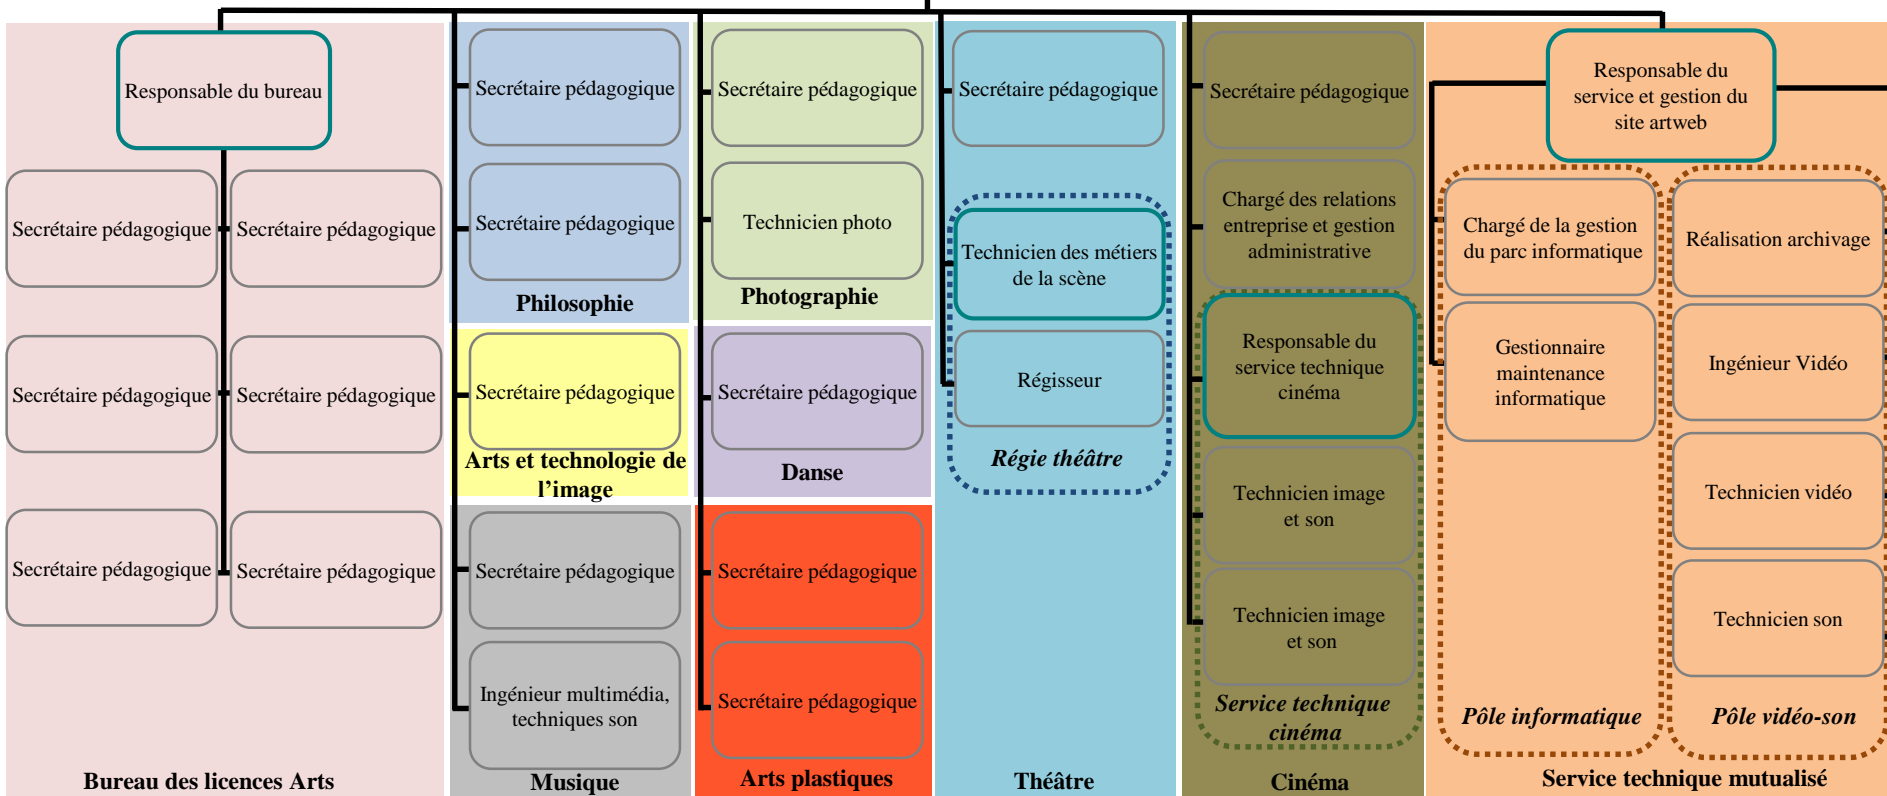 Responsable du bureau
Secrétaire pédagogique
Secrétaire pédagogique
Secrétaire pédagogique
Secrétaire pédagogique
Secrétaire pédagogique
Secrétaire pédagogique
Bureau des licences Arts
Secrétaire pédagogique
Secrétaire pédagogique
Philosophie
Secrétaire pédagogique
Arts et technologie de
l’image
Secrétaire pédagogique
Ingénieur multimédia,
techniques son
Musique
Secrétaire pédagogique
Technicien photo
Photographie
Secrétaire pédagogique
Danse
Secrétaire pédagogique
Secrétaire pédagogique
Arts plastiques
Secrétaire pédagogique
Technicien des métiers
de la scène
Régisseur
Régie théâtre
Théâtre
Secrétaire pédagogique
Chargé des relations
entreprise et gestion
administrative
Responsable du
service technique
cinéma
Technicien image
et son
Technicien image
et son
Service technique
cinéma
Cinéma
Responsable du
service et gestion du
site artweb
Chargé de la gestion
du parc informatique
Gestionnaire
maintenance
informatique
Pôle informatique
Réalisation archivage
Ingénieur Vidéo
Technicien vidéo
Technicien son
Pôle vidéo-son
Service technique mutualisé